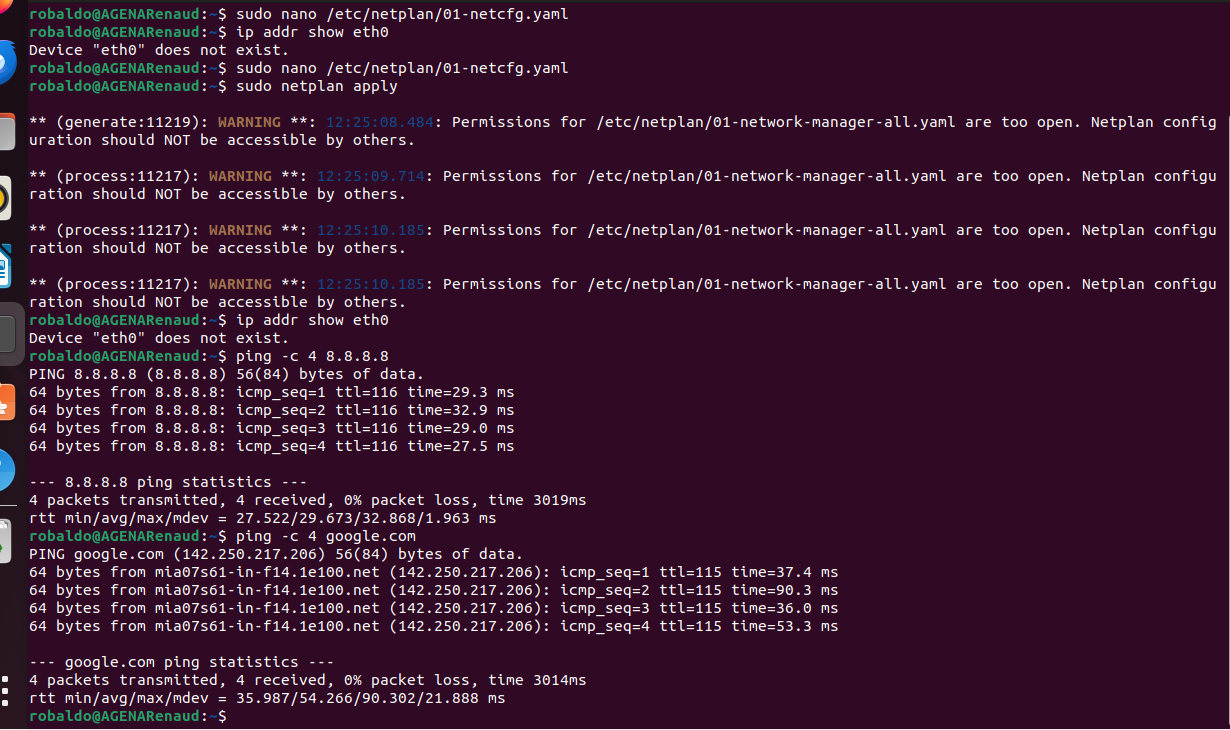 robaldo@AGENARenaud:~$ sudo nano /etc/netplan/01-netcfg.yaml
robaldo@AGENARenaud:~$ ip addr show eth0
Device "eth0" does not exist.
robaldo@AGENARenaud:~$ sudo nano /etc/netplan/01-netcfg.yaml
robaldo@AGENARenaud:~$ sudo netplan apply
** (generate:11219): WARNING **: 12:25:08.484: Permissions for /etc/netplan/01-network-manager-all.yaml are too open. Netplan config
uration should NOT be accessible by others.
** (process:11217): WARNING **: 12:25:09.714: Permissions for /etc/netplan/01-network-manager-all.yaml are too open. Netplan configu
ration should NOT be accessible by others.
** (process:11217): WARNING **: 12:25:10.185: Permissions for /etc/netplan/01-network-manager-all.yaml are too open. Netplan configu
ration should NOT be accessible by others.
** (process:11217): WARNING **: 12:25:10.185: Permissions for /etc/netplan/01-network-manager-all.yaml are too open. Netplan configu
ration should NOT be accessible by others.
robaldo@AGENARenaud:~$ ip addr show eth0
Device "eth0" does not exist.
robaldo@AGENARenaud:~$ ping -c 4 8.8.8.8
PING 8.8.8.8 (8.8.8.8) 56(84) bytes of data.
64 bytes from 8.8.8.8: icmp_seq=1 ttl=116 time=29.3 ms
64 bytes from 8.8.8.8: icmp_seq=2 ttl=116 time=32.9 ms
64 bytes from 8.8.8.8: icmp_seq=3 ttl=116 time=29.0 ms
64 bytes from 8.8.8.8: icmp_seq=4 ttl=116 time=27.5 ms
--- 8.8.8.8 ping statistics ---
4 packets transmitted, 4 received, 0% packet loss, time 3019ms
rtt min/avg/max/mdev = 27.522/29.673/32.868/1.963 ms
robaldo@AGENARenaud:~$ ping -c 4 google.com
PING google.com (142.250.217.206) 56(84) bytes of data.
64 bytes from mia07s61-in-f14.1e100.net (142.250.217.206): icmp_seq=1 ttl=115 time=37.4 ms
64 bytes from mia07s61-in-f14.1e100.net (142.250.217.206): icmp_seq=2 ttl=115 time=90.3 ms
64 bytes from mia07s61-in-f14.1e100.net (142.250.217.206): icmp_seq=3 ttl=115 time=36.0 ms
64 bytes from mia07s61-in-f14.1e100.net (142.250.217.206): icmp_seq=4 ttl=115 time=53.3 ms
--- google.com ping statistics ---
4 packets transmitted, 4 received, 0% packet loss, time 3014ms
rtt min/avg/max/mdev = 35.987/54.266/90.302/21.888 ms
robaldo@AGENARenaud:~$